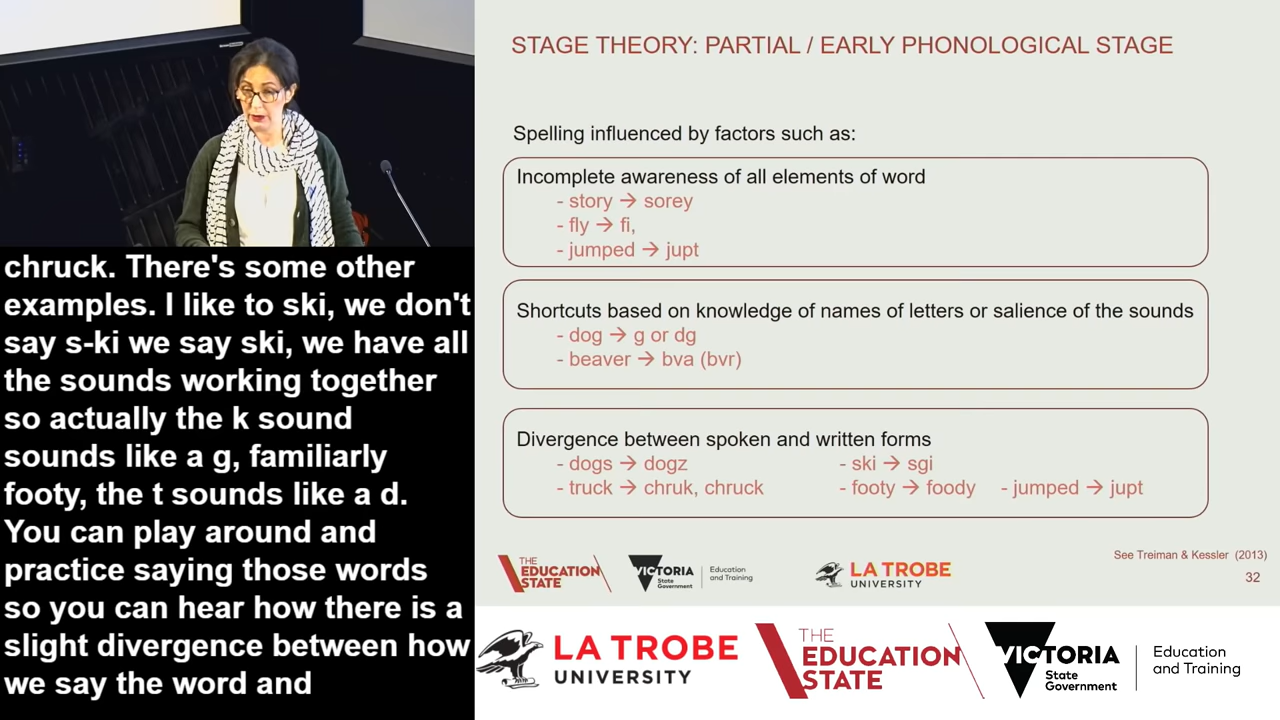 STAGE THEORY: PARTIAL / EARLY PHONOLOGICAL STAGE
Spelling influenced by factors such as:
Incomplete awareness of all elements of word
- story → sorey
- fly → fi,
- jumped → jupt
Shortcuts based on knowledge of names of letters or salience of the sounds
- dog → g or dg
- beaver → bva (bvr)
Divergence between spoken and written forms
- dogs → dogz - ski → sgi
- truck → chruk, chruck - footy → foody - jumped → jupt
See Treiman & Kessler (2013)
32
THE
EDUCATION
STATE
VICTORIA
State
Government
Education
and Training
LA TROBE
UNIVERSITY
chruck. There's some other
examples. I like to ski, we don't
say s-ki we say ski, we have all
the sounds working together
so actually the k sound
sounds like a g, familiarly
footy, the t sounds like a d.
You can play around and
practice saying those words
so you can hear how there is a
slight divergence between how
we say the word and
LA TROBE
UNIVERSITY
THE
EDUCATION
STATE
VICTORIA
State
Government
Education
and Training